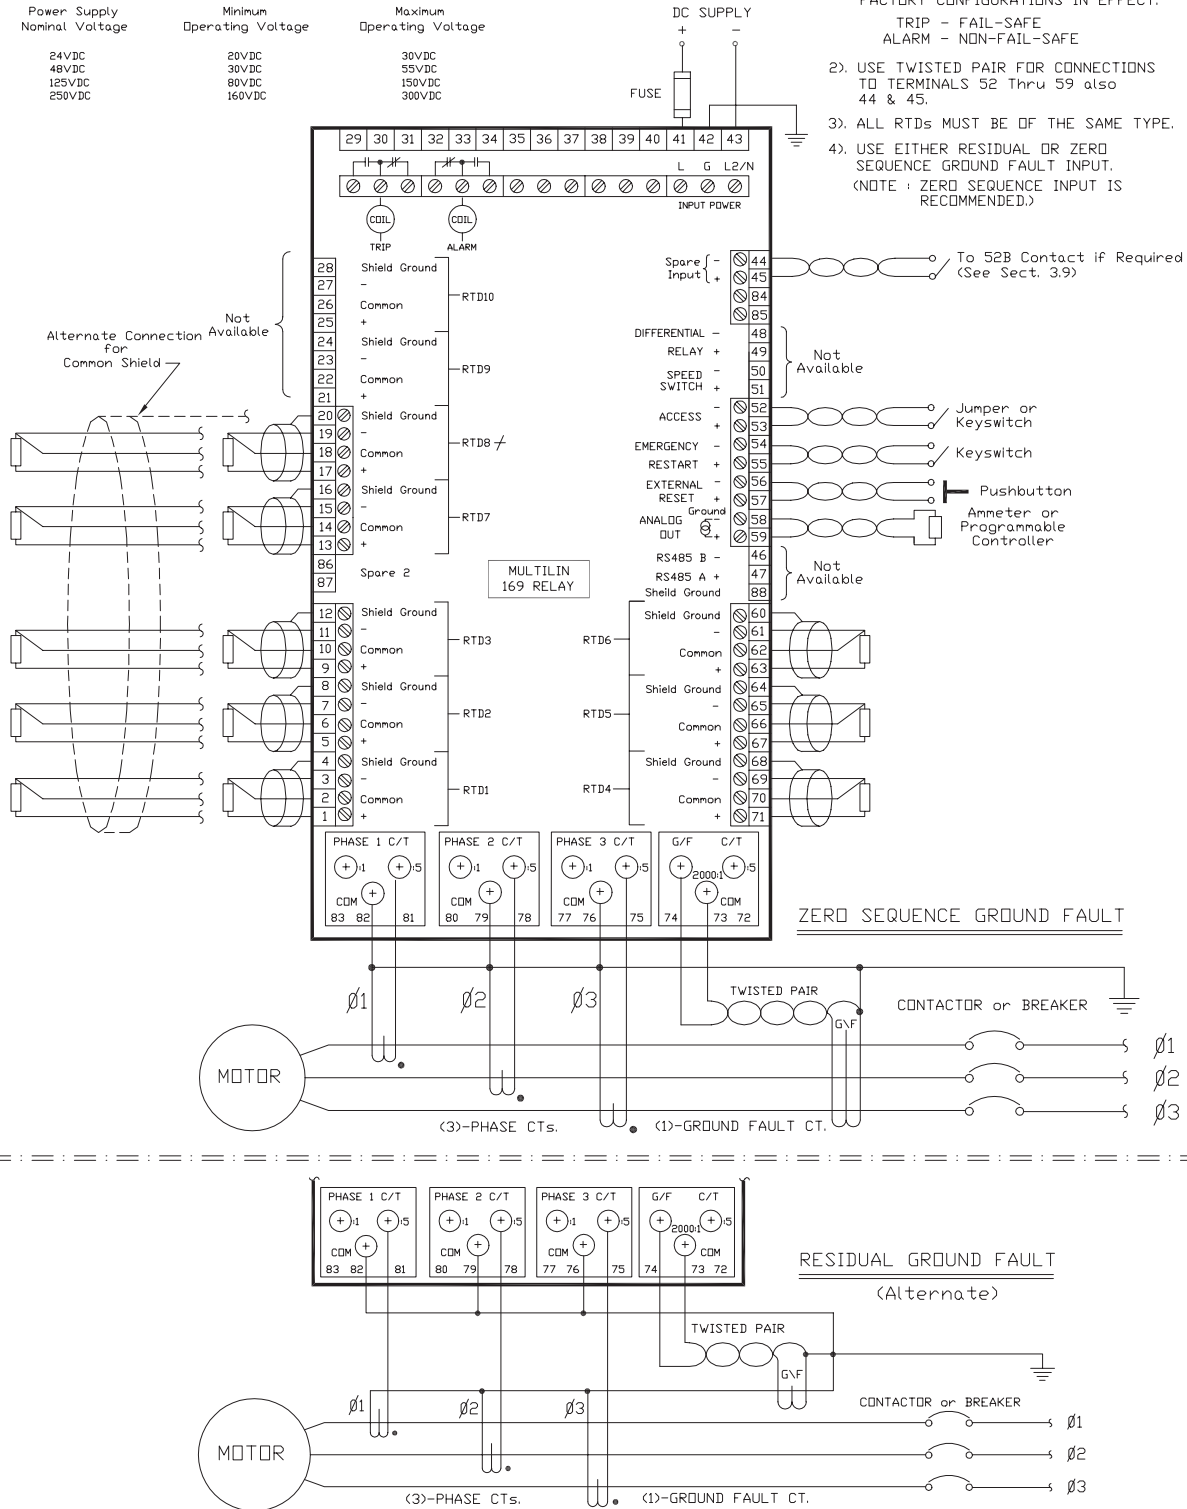 Power Supply Minimum Maximum
Nominal Voltage Operating Voltage Operating Voltage
24VDC 20VDC 30VDC
48VDC 30VDC 55VDC
125VDC 80VDC 150VDC
250VDC 160VDC 300VDC
DC SUPPLY
+ -
FUSE
FACTORY CONFIGURATIONS IN EFFECT.
TRIP - FAIL-SAFE
ALARM - NON-FAIL-SAFE
2). USE TWISTED PAIR FOR CONNECTIONS
TO TERMINALS 52 Thru 59 also
44 & 45.
3). ALL RTDs MUST BE OF THE SAME TYPE.
4). USE EITHER RESIDUAL OR ZERO
SEQUENCE GROUND FAULT INPUT.
(NOTE : ZERO SEQUENCE INPUT IS
RECOMMENDED.)
29 30 31 32 33 34 35 36 37 38 39 40 41 42 43
L G L2/N
INPUT POWER
COIL COIL
TRIP ALARM
28 Shield Ground
27 -
26 Common
25 +
RTD10
24 Shield Ground
23 -
22 Common
21 +
RTD9
Not
Available
Alternate Connection
for
Common Shield
20 Shield Ground
19 -
18 Common
17 +
RTD8
16 Shield Ground
15 -
14 Common
13 +
RTD7
86
87
Spare 2
MULTILIN
169 RELAY
12 Shield Ground
11 -
10 Common
9 +
RTD3
8 Shield Ground
7 -
6 Common
5 +
RTD2
4 Shield Ground
3 -
2 Common
1 +
RTD1
Spare - 44
Input + 45
84
85
To 52B Contact if Required
(See Sect. 3.9)
DIFFERENTIAL - 48
RELAY + 49
SPEED - 50
SWITCH + 51
Not
Available
ACCESS - 52
+ 53
Jumper or
Keyswitch
EMERGENCY - 54
RESTART + 55
Keyswitch
EXTERNAL - 56
RESET + 57
Pushbutton
Ground
ANALOG - 58
OUT + 59
Ammeter or
Programmable
Controller
RS485 B - 46
RS485 A + 47
Sheild Ground 88
Not
Available
Shield Ground 60
- 61
Common 62
+ 63
RTD6
Shield Ground 64
- 65
Common 66
+ 67
RTD5
Shield Ground 68
- 69
Common 70
+ 71
RTD4
PHASE 1 C/T PHASE 2 C/T PHASE 3 C/T G/F C/T
:1 :5 :1 :5 :1 :5 2000:1 :5
COM COM COM COM
83 82 81 80 79 78 77 76 75 74 73 72
ZERO SEQUENCE GROUND FAULT
Ø1 Ø2 Ø3
TWISTED PAIR
G\F
CONTACTOR or BREAKER
MOTOR
Ø1
Ø2
Ø3
(3)-PHASE CTs. (1)-GROUND FAULT CT.
PHASE 1 C/T PHASE 2 C/T PHASE 3 C/T G/F C/T
:1 :5 :1 :5 :1 :5 2000:1 :5
COM COM COM COM
83 82 81 80 79 78 77 76 75 74 73 72
RESIDUAL GROUND FAULT
(Alternate)
TWISTED PAIR
G\F
Ø1 Ø2 Ø3
CONTACTOR or BREAKER
MOTOR
Ø1
Ø2
Ø3
(3)-PHASE CTs. (1)-GROUND FAULT CT.